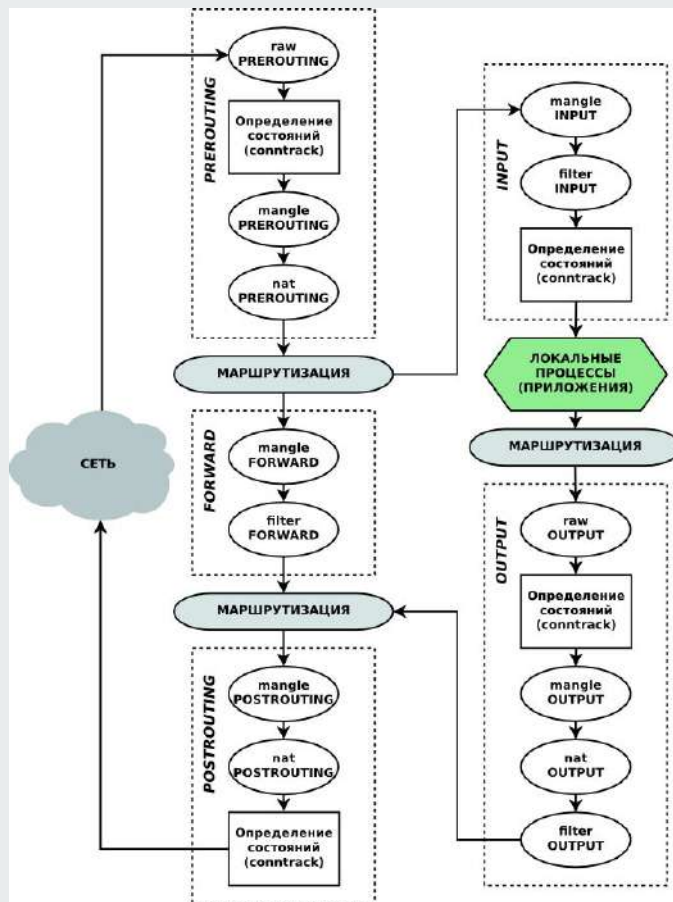 raw
PREROUTING
Определение
состояний
(conntrack)
mangle
PREROUTING
nat
PREROUTING
PREROUTING
МАРШРУТИЗАЦИЯ
mangle
INPUT
filter
INPUT
Определение
состояний
(conntrack)
INPUT
ЛОКАЛЬНЫЕ
ПРОЦЕССЫ
(ПРИЛОЖЕНИЯ)
МАРШРУТИЗАЦИЯ
СЕТЬ
mangle
FORWARD
filter
FORWARD
FORWARD
МАРШРУТИЗАЦИЯ
raw
OUTPUT
Определение
состояний
(conntrack)
mangle
OUTPUT
nat
OUTPUT
filter
OUTPUT
OUTPUT
mangle
POSTROUTING
nat
POSTROUTING
Определение
состояний
(conntrack)
POSTROUTING